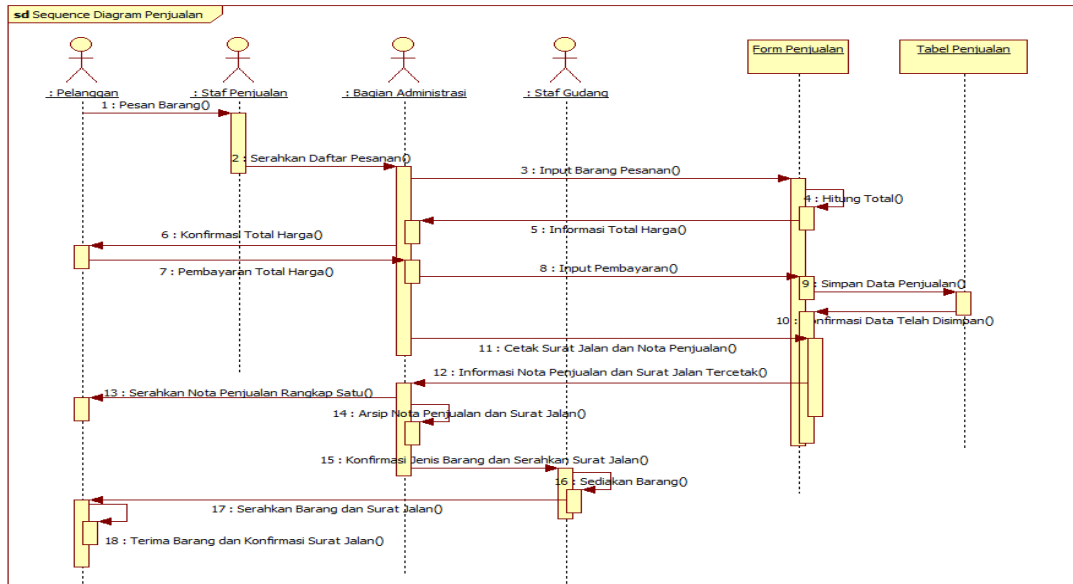 sd Sequence Diagram Penjualan
: Pelanggan
: Staf Penjualan
: Bagian Administrasi
: Staf Gudang
Form Penjualan
Tabel Penjualan
1 : Pesan Barang()
2 : Serahkan Daftar Pesanan()
3 : Input Barang Pesanan()
4 : Hitung Total()
5 : Informasi Total Harga()
6 : Konfirmasi Total Harga()
7 : Pembayaran Total Harga()
8 : Input Pembayaran()
9 : Simpan Data Penjualan()
10 : Konfirmasi Data Telah Disimpan()
11 : Cetak Surat Jalan dan Nota Penjualan()
12 : Informasi Nota Penjualan dan Surat Jalan Tercetak()
13 : Serahkan Nota Penjualan Rangkap Satu()
14 : Arsip Nota Penjualan dan Surat Jalan()
15 : Konfirmasi Jenis Barang dan Serahkan Surat Jalan()
16 : Sediakan Barang()
17 : Serahkan Barang dan Surat Jalan()
18 : Terima Barang dan Konfirmasi Surat Jalan()